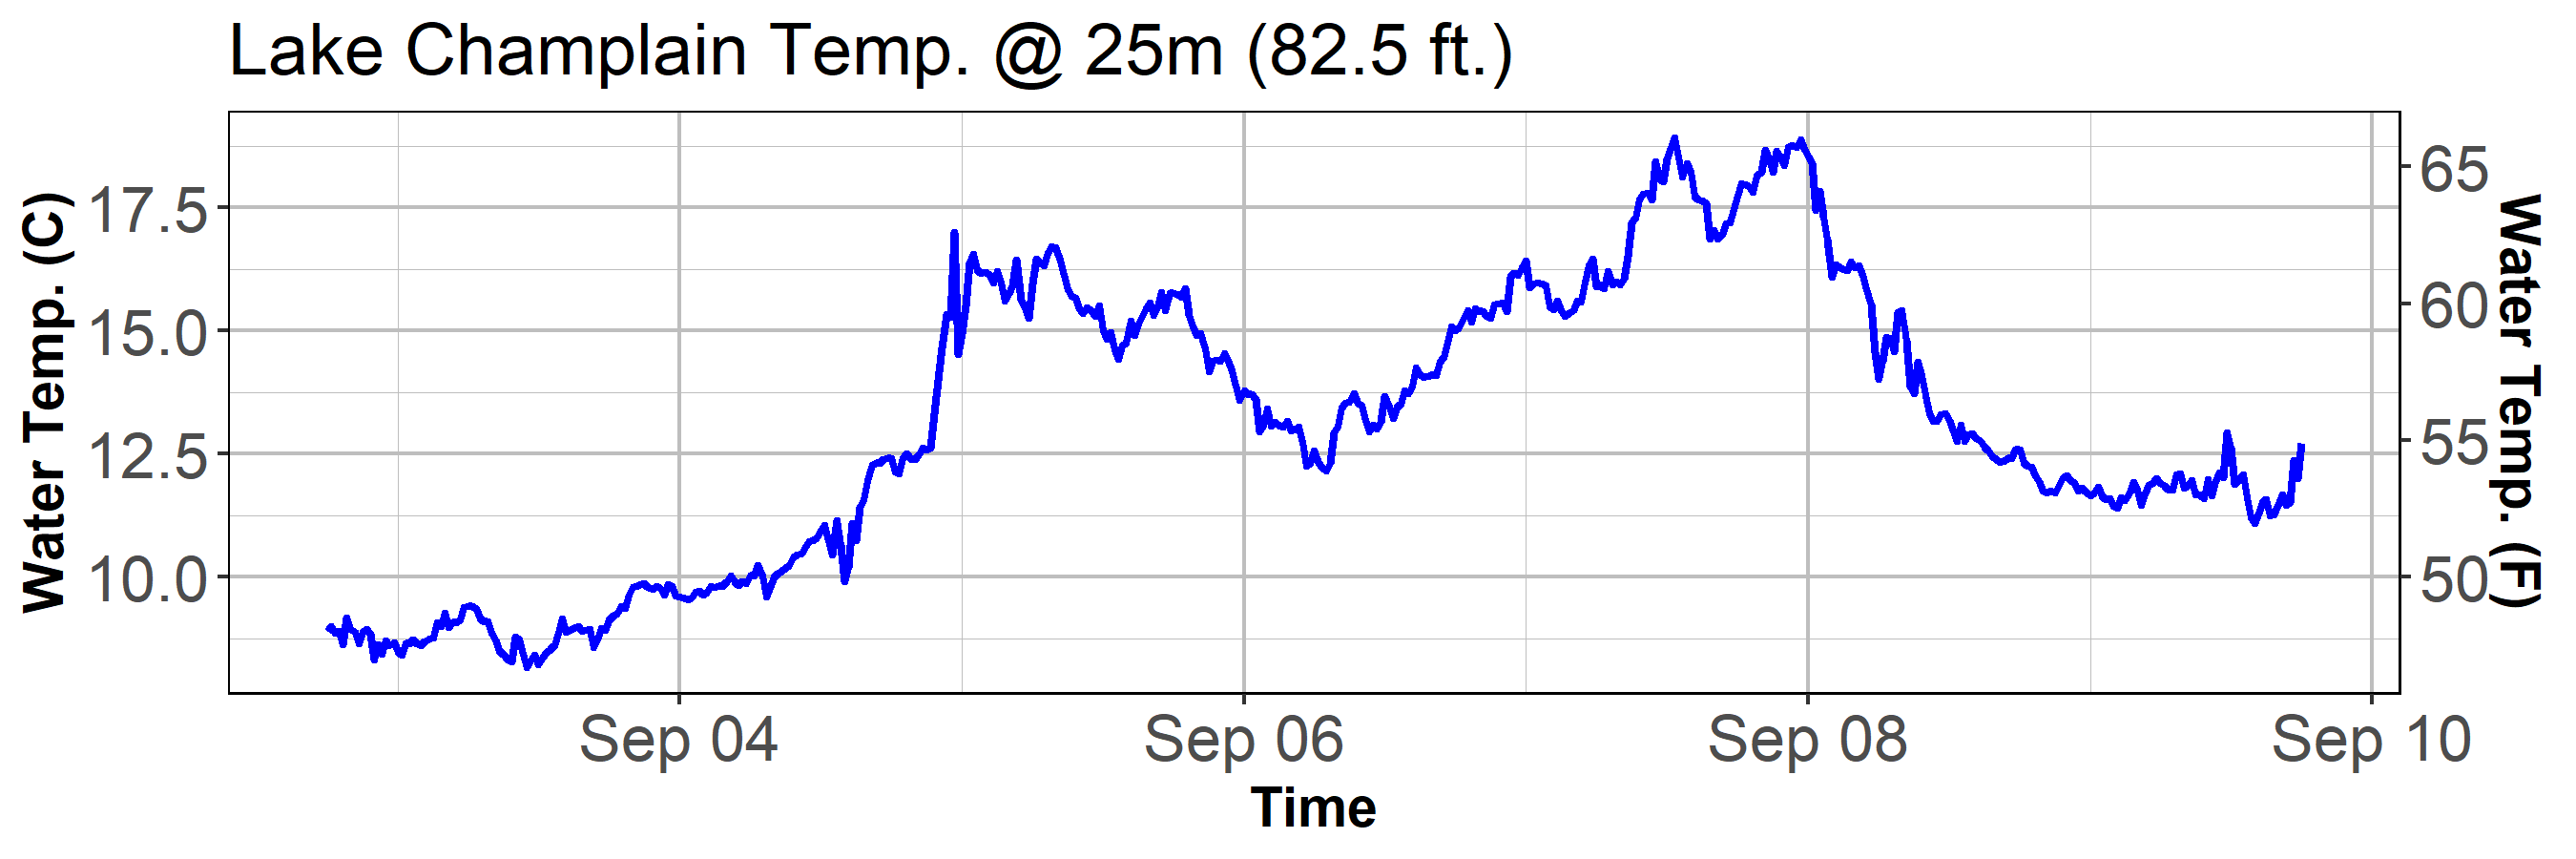 Lake Champlain Temp. @ 25m (82.5 ft.)
Water Temp. (C)
17.5
15.0
12.5
10.0
65
60
55
50
Water Temp. (F)
Sep 04
Sep 06
Sep 08
Sep 10
Time